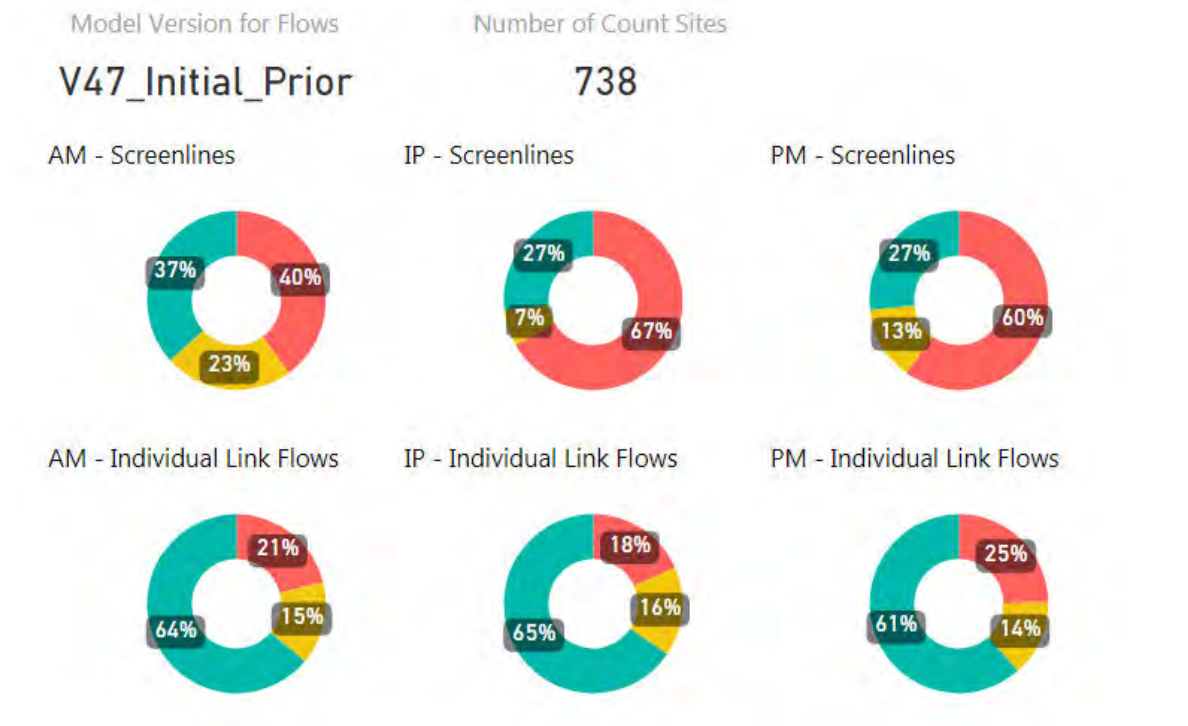 Model Version for Flows Number of Count Sites
V47_Initial_Prior 738
AM - Screenlines IP - Screenlines PM - Screenlines
37% 40% 23%
27% 7% 67%
27% 13% 60%
AM - Individual Link Flows IP - Individual Link Flows PM - Individual Link Flows
21% 15% 64%
18% 16% 65%
25% 14% 61%